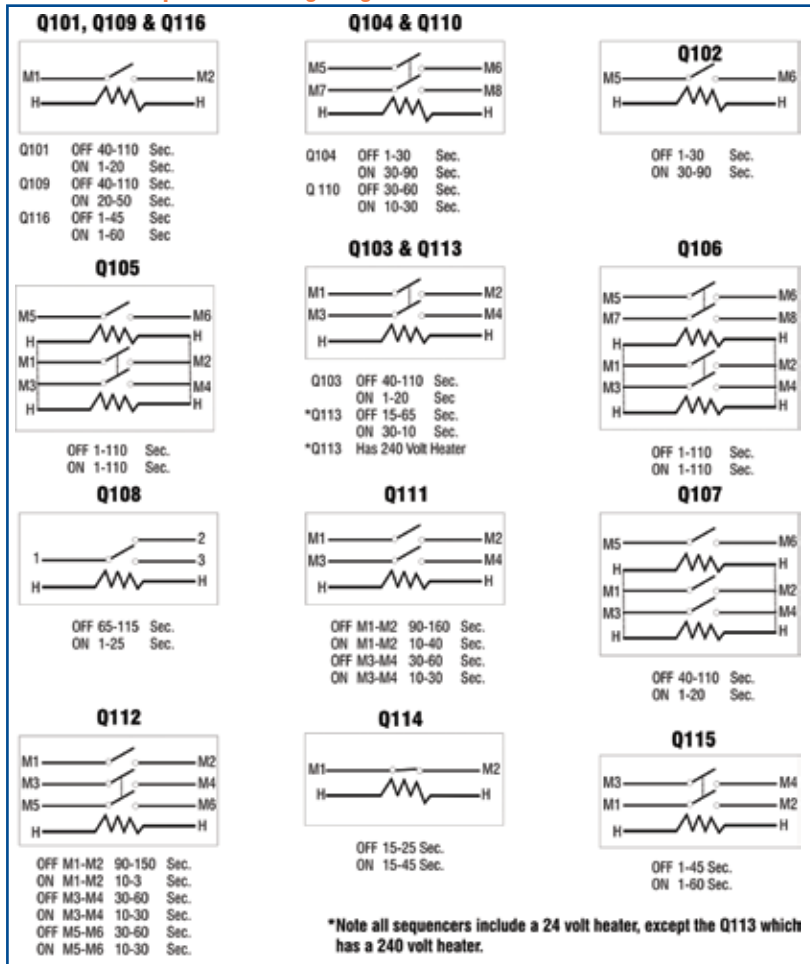 Q101, Q109 & Q116
M1 M2
H H
Q101 OFF 40-110 Sec.
ON 1-20 Sec.
Q109 OFF 40-110 Sec.
ON 20-50 Sec.
Q116 OFF 1-45 Sec
ON 1-60 Sec
Q104 & Q110
M5 M6
M7 M8
H H
Q104 OFF 1-30 Sec.
ON 30-90 Sec.
Q 110 OFF 30-60 Sec.
ON 10-30 Sec.
Q102
M5 M6
H H
OFF 1-30 Sec.
ON 30-90 Sec.
Q105
M5 M6
H H
M1 M2
M3 M4
H H
OFF 1-110 Sec.
ON 1-110 Sec.
Q103 & Q113
M1 M2
M3 M4
H H
Q103 OFF 40-110 Sec.
ON 1-20 Sec
*Q113 OFF 15-65 Sec.
ON 30-10 Sec.
*Q113 Has 240 Volt Heater
Q106
M5 M6
M7 M8
H H
M1 M2
M3 M4
H H
OFF 1-110 Sec.
ON 1-110 Sec.
Q108
1 2
3
H H
OFF 65-115 Sec.
ON 1-25 Sec.
Q111
M1 M2
M3 M4
H H
OFF M1-M2 90-160 Sec.
ON M1-M2 10-40 Sec.
OFF M3-M4 30-60 Sec.
ON M3-M4 10-30 Sec.
Q107
M5 M6
H H
M1 M2
M3 M4
H H
OFF 40-110 Sec.
ON 1-20 Sec.
Q112
M1 M2
M3 M4
M5 M6
H H
OFF M1-M2 90-150 Sec.
ON M1-M2 10-3 Sec.
OFF M3-M4 30-60 Sec.
ON M3-M4 10-30 Sec.
OFF M5-M6 30-60 Sec.
ON M5-M6 10-30 Sec.
Q114
M1 M2
H H
OFF 15-25 Sec.
ON 15-45 Sec.
Q115
M3 M4
M1 M2
H H
OFF 1-45 Sec.
ON 1-60 Sec.
*Note all sequencers include a 24 volt heater, except the Q113 which
has a 240 volt heater.